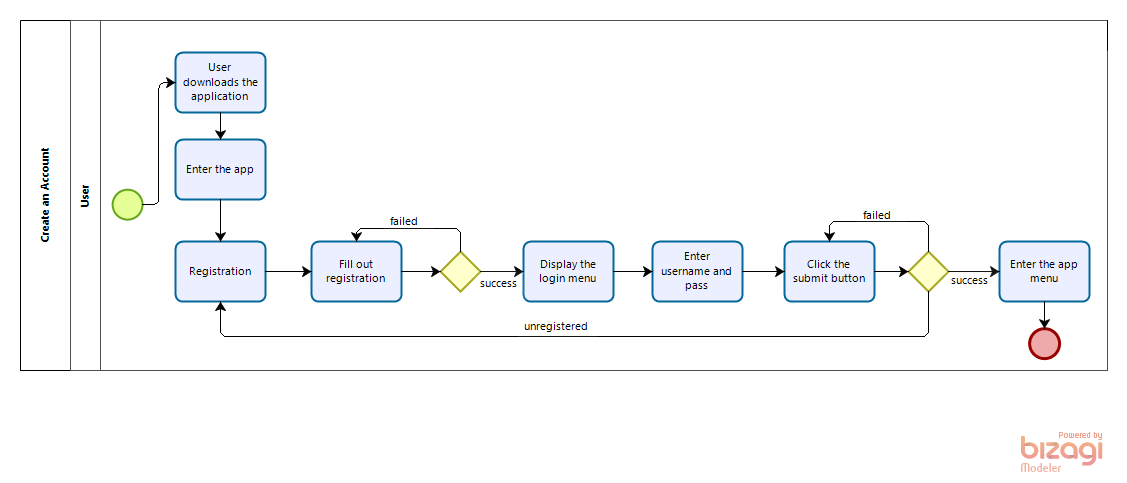 Create an Account
User
User
downloads the
application
Enter the app
Registration
failed
Fill out
registration
success
Display the
login menu
Enter
username and
pass
failed
Click the
submit button
success
Enter the app
menu
unregistered
Powered by
bizagi
Modeler